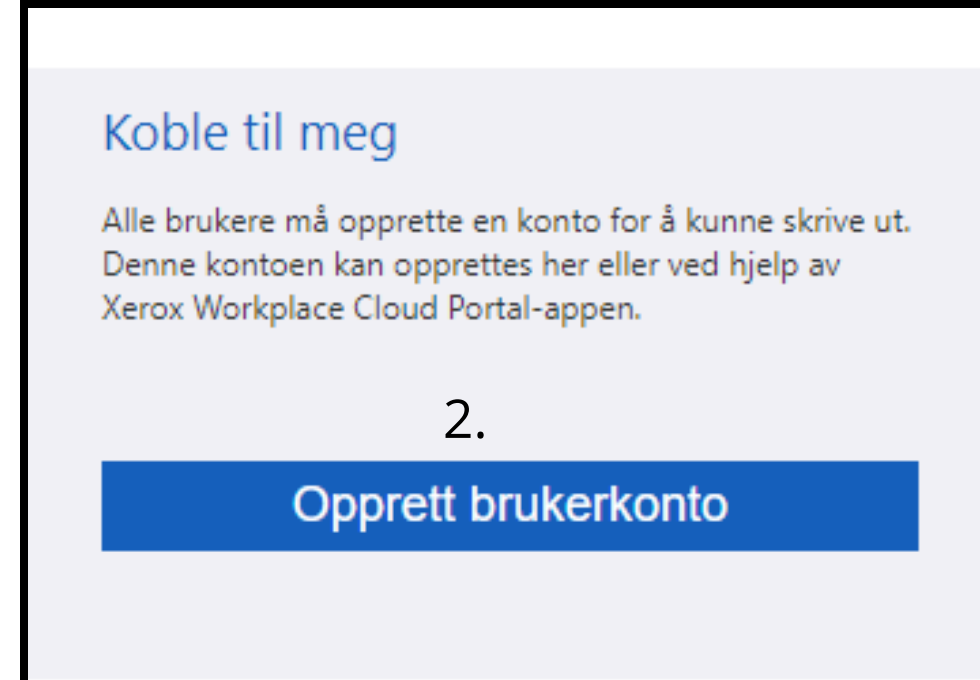 Koble til meg
Alle brukere må opprette en konto for å kunne skrive ut.
Denne kontoen kan opprettes her eller ved hjelp av
Xerox Workplace Cloud Portal-appen.
2.
Opprett brukerkonto